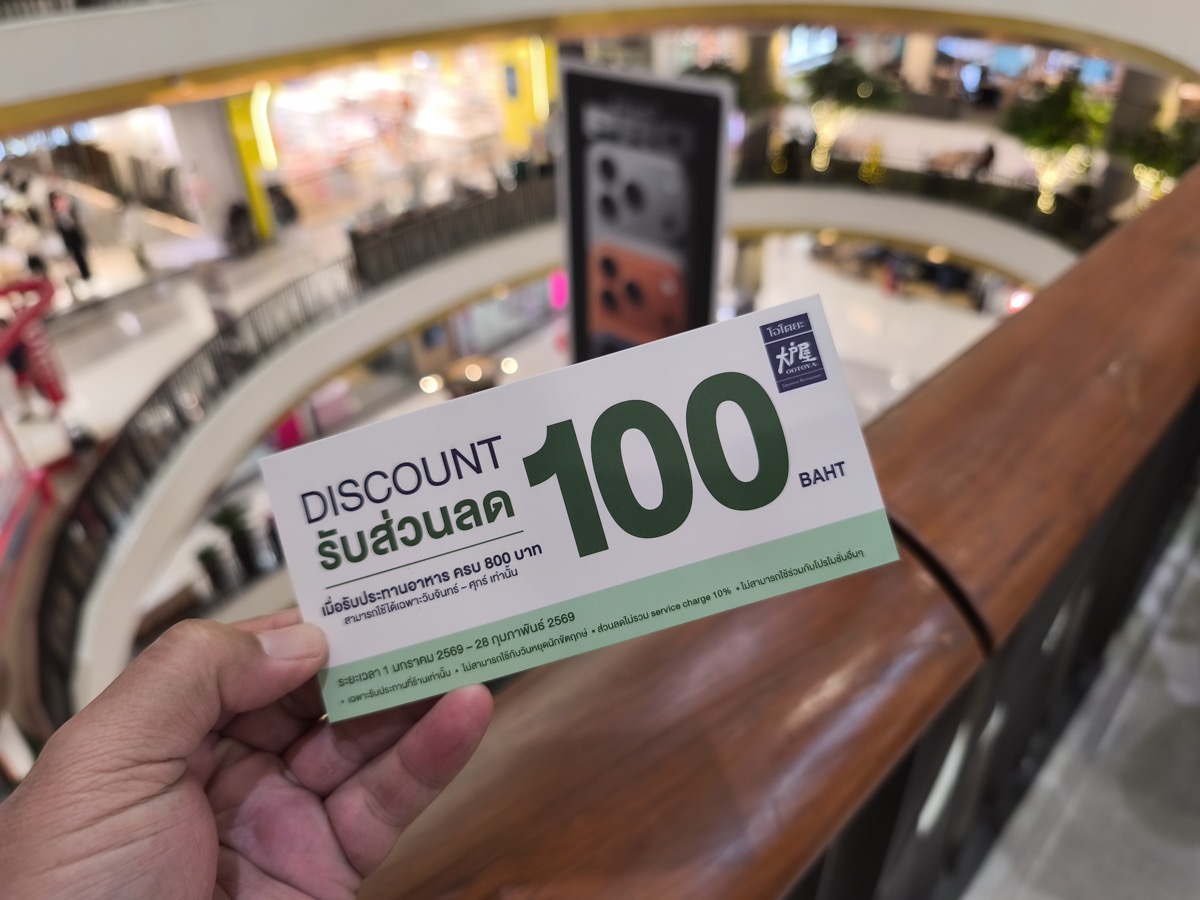 โอโตยะ
大戸屋
OOTOYA
Japanese Restaurant
DISCOUNT
รับส่วนลด
100
BAHT
เมื่อรับประทานอาหาร ครบ 800 บาท
สามารถใช้ได้เฉพาะวันจันทร์ – ศุกร์ เท่านั้น
ระยะเวลา 1 มกราคม 2569 – 28 กุมภาพันธ์ 2569
• เฉพาะรับประทานที่ร้านเท่านั้น • ไม่สามารถใช้กับวันหยุดนักขัตฤกษ์ • ส่วนลดไม่รวม service charge 10% • ไม่สามารถใช้ร่วมกับโปรโมชั่นอื่นๆ